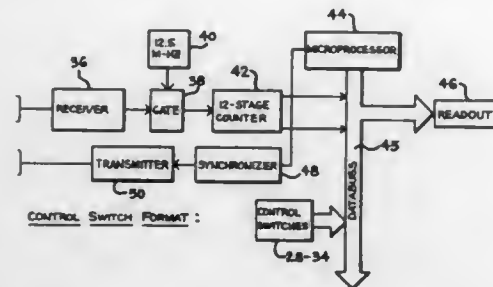 44
40
12.5
M-HZ
MICROPROCESSOR
36
38
42
46
RECEIVER
GATE
12-STAGE
COUNTER
READOUT
45
TRANSMITTER
SYNCHRONIZER
48
50
DATABUSS
CONTROL SWITCH FORMAT :
CONTROL
SWITCHES
28-34